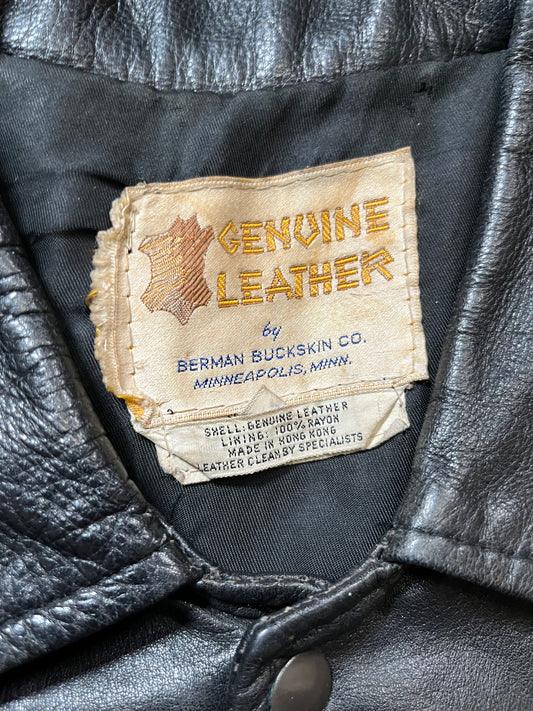 GENUINE
LEATHER
by
BERMAN BUCKSKIN CO.
MINNEAPOLIS, MINN.
SHELL: GENUINE LEATHER
LINING: 100% RAYON
MADE IN HONG KONG
LEATHER CLEAN BY SPECIALISTS